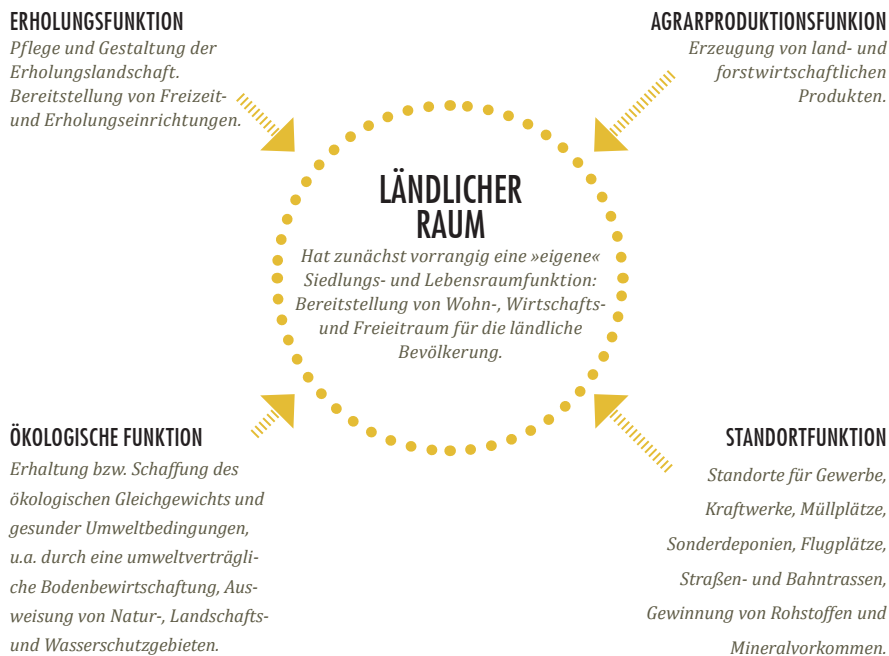 ERHOLUNGSFUNKTION
Pflege und Gestaltung der
Erholungslandschaft.
Bereitstellung von Freizeit-
und Erholungseinrichtungen.
AGRARPRODUKTIONSFUNKION
Erzeugung von land- und
forstwirtschaftlichen
Produkten.
LÄNDLICHER
RAUM
Hat zunächst vorrangig eine »eigene«
Siedlungs- und Lebensraumfunktion:
Bereitstellung von Wohn-, Wirtschafts-
und Freieitraum für die ländliche
Bevölkerung.
ÖKOLOGISCHE FUNKTION
Erhaltung bzw. Schaffung des
ökologischen Gleichgewichts und
gesunder Umweltbedingungen,
u.a. durch eine umweltverträgli-
che Bodenbewirtschaftung, Aus-
weisung von Natur-, Landschafts-
und Wasserschutzgebieten.
STANDORTFUNKTION
Standorte für Gewerbe,
Kraftwerke, Müllplätze,
Sonderdeponien, Flugplätze,
Straßen- und Bahntrassen,
Gewinnung von Rohstoffen und
Mineralvorkommen.